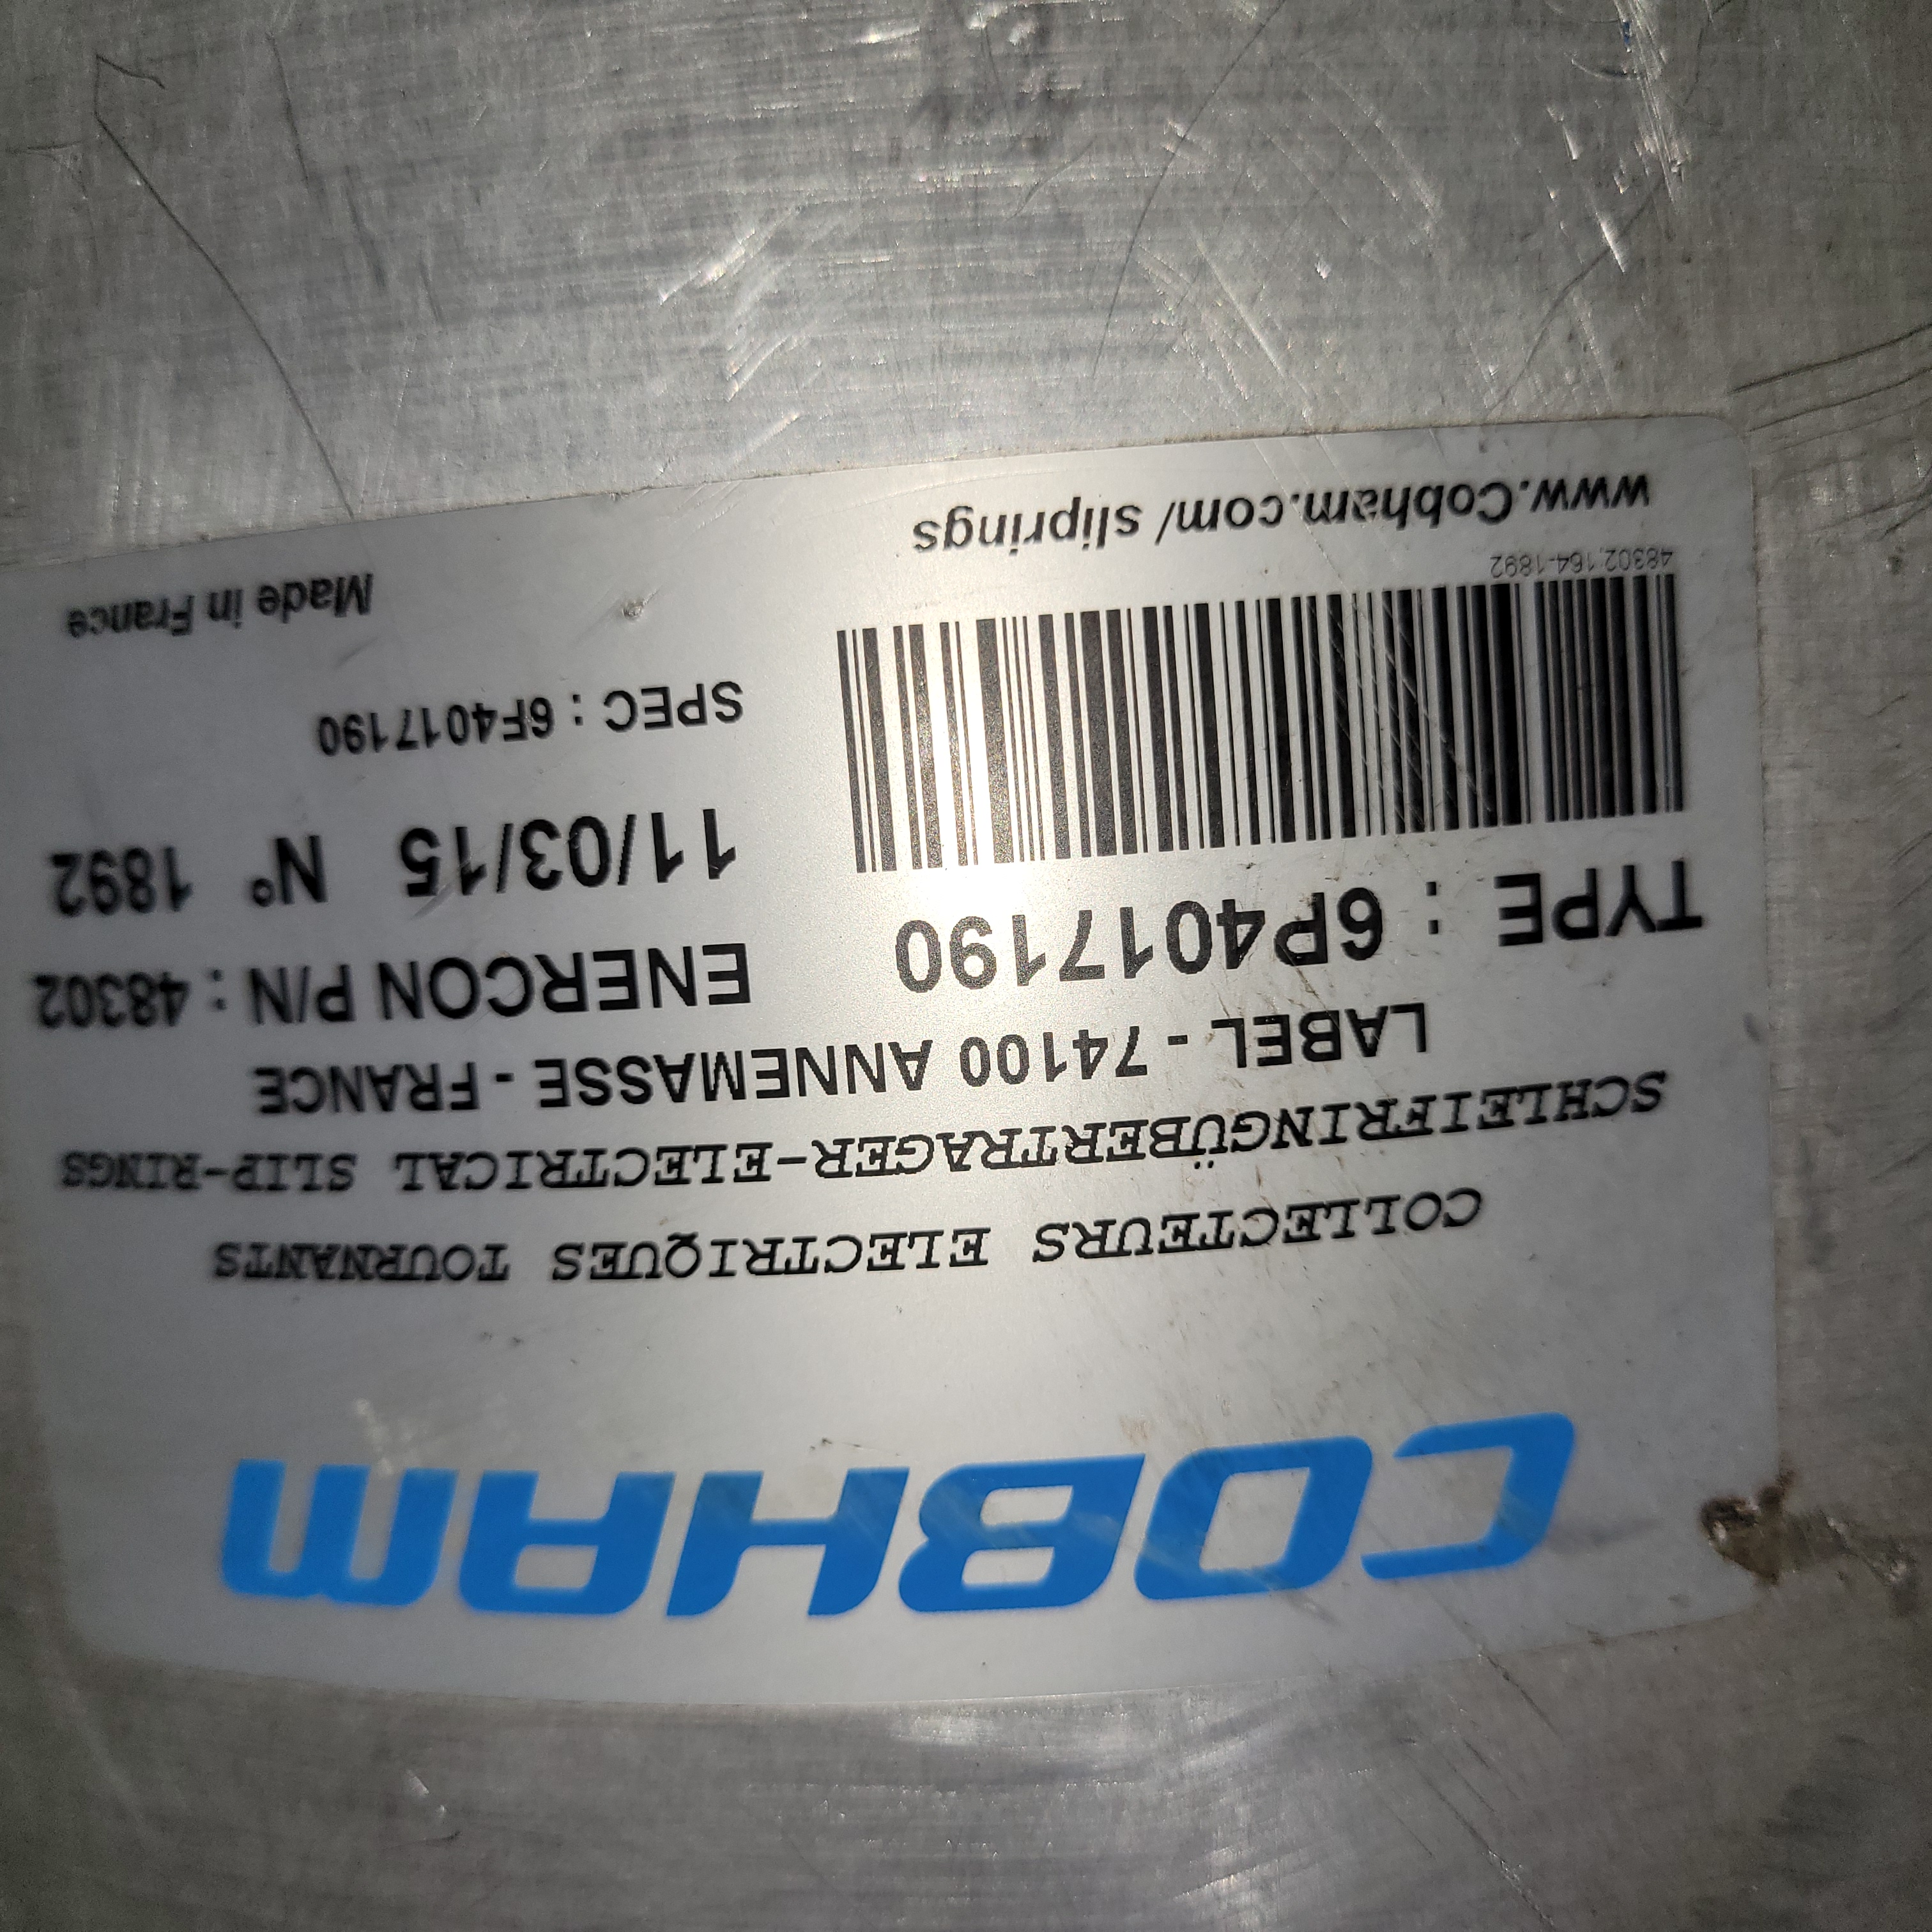 COBHAM
COLLECTEURS ELECTRIQUES TOURNANTS
SCHLEIFRINGÜBERTRAGER-ELECTRICAL SLIP-RINGS
LABEL - 74100 ANNEMASSE - FRANCE
TYPE : 6P4017190 ENERCON P/N : 48302
11/03/15 N° 1892
SPEC : 6F4017190
48302.164-1892
www.Cobham.com/ sliprings
Made in France